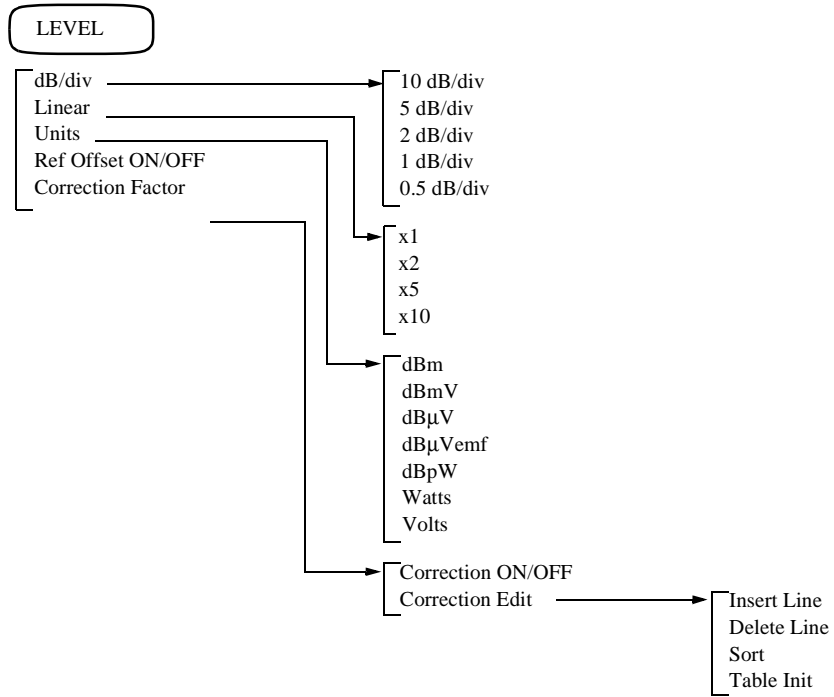 LEVEL
dB/div
Linear
Units
Ref Offset ON/OFF
Correction Factor
10 dB/div
5 dB/div
2 dB/div
1 dB/div
0.5 dB/div
x1
x2
x5
x10
dBm
dBmV
dBµV
dBµVemf
dBpW
Watts
Volts
Correction ON/OFF
Correction Edit
Insert Line
Delete Line
Sort
Table Init